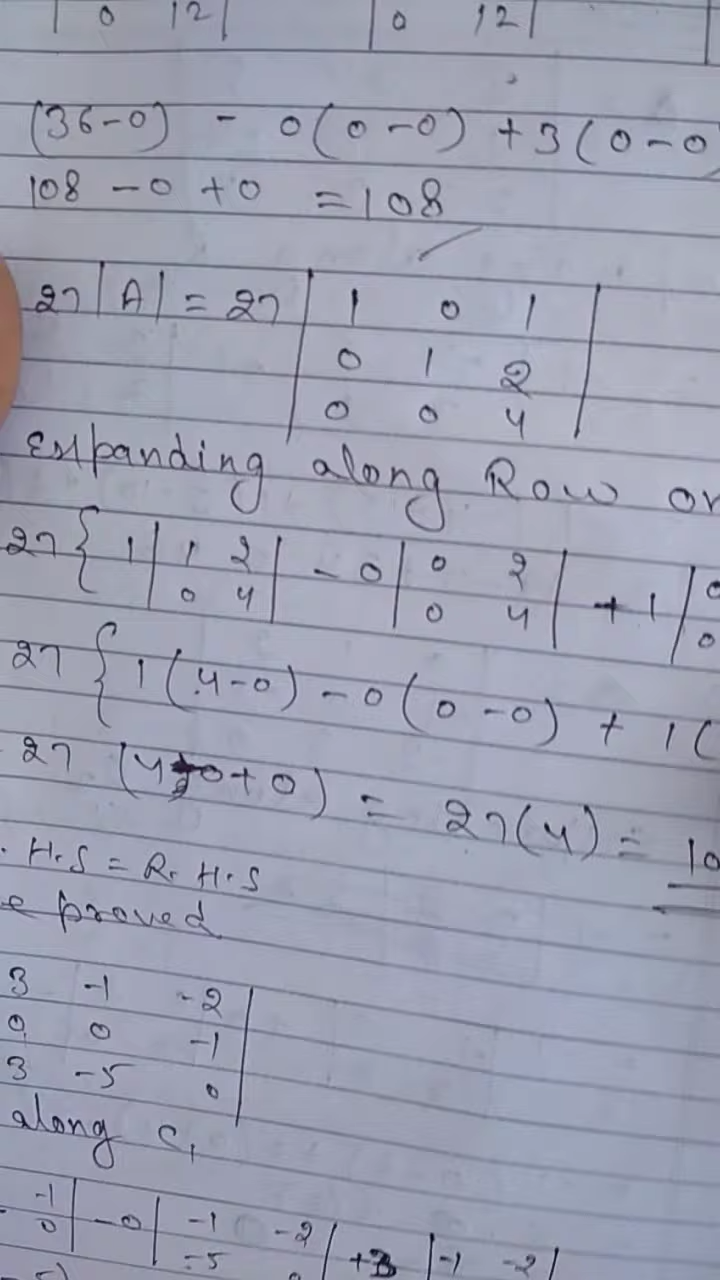 | 0 12 | | 0 12 |
(36-0) - 0(0-0) + 3(0-0
108 - 0 + 0 = 108
27|A| = 27 | 1 0 1 |
| 0 1 2 |
| 0 0 4 |
Expanding along Row or
27{ 1 | 1 2 | - 0 | 0 2 | + 1 | 0
| 0 4 | | 0 4 | | 0
27 { 1(4-0) - 0(0-0) + 1(
27 (4 0+0) = 27(4) = 10
. H.S = R.H.S
e proved
3 -1 -2 |
0 0 -1 |
3 -5 0 |
along C1
-1 | - 0 | -1 -2 | +3 | -1 -2 |
0 | | -5